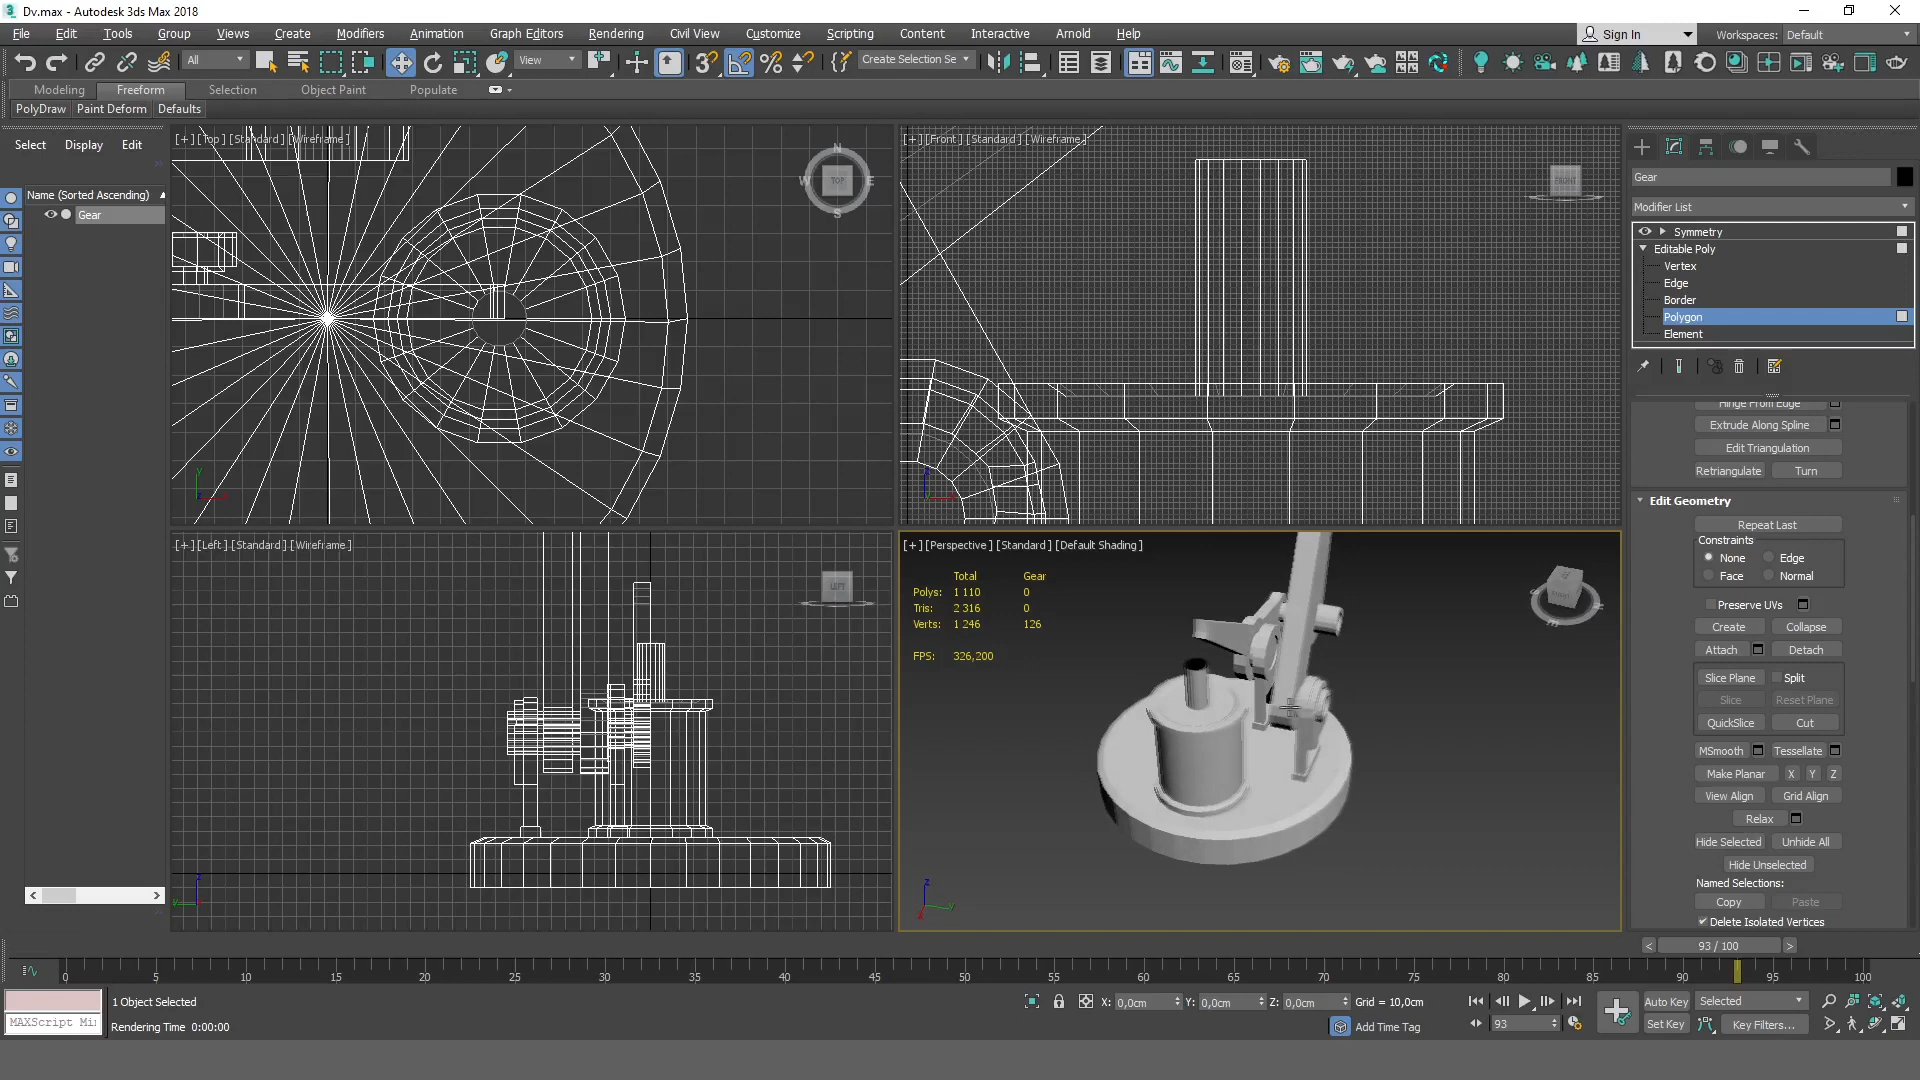 Dv.max - Autodesk 3ds Max 2018
File Edit Tools Group Views Create Modifiers Animation Graph Editors Rendering Civil View Customize Scripting Content Interactive Arnold Help
Sign In Workspaces: Default
All View Create Selection Se
Modeling Freeform Selection Object Paint Populate
PolyDraw Paint Deform Defaults
Select Display Edit
Name (Sorted Ascending)
Gear
[+] [Top] [Standard] [Wireframe]
N
W TOP E
S
[+] [Front] [Standard] [Wireframe]
FRONT
[+] [Left] [Standard] [Wireframe]
LEFT
[+] [Perspective] [Standard] [Default Shading]
Total Gear
Polys: 1 110 0
Tris: 2 316 0
Verts: 1 246 126
FPS: 326,200
Gear
Modifier List
Symmetry
Editable Poly
Vertex
Edge
Border
Polygon
Element
Hinge From Edge
Extrude Along Spline
Edit Triangulation
Retriangulate Turn
Edit Geometry
Repeat Last
Constraints
None Edge
Face Normal
Preserve UVs
Create Collapse
Attach Detach
Slice Plane Split
Slice Reset Plane
QuickSlice Cut
MSmooth Tessellate
Make Planar X Y Z
View Align Grid Align
Relax
Hide Selected Unhide All
Hide Unselected
Named Selections:
Copy Paste
Delete Isolated Vertices
< 93 / 100 >
0 5 10 15 20 25 30 35 40 45 50 55 60 65 70 75 80 85 90 95 100
1 Object Selected
X: 0,0cm Y: 0,0cm Z: 0,0cm Grid = 10,0cm
Auto Key Selected
MAXScript Mi
Rendering Time 0:00:00
Add Time Tag
93
Set Key Key Filters...